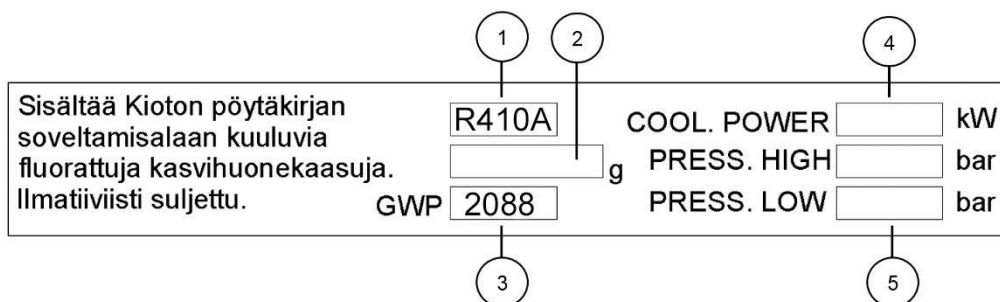 1
2
4
Sisältää Kioton pöytäkirjan
soveltamisalaan kuuluvia
fluorattuja kasvihuonekaasuja.
Ilmatiiviisti suljettu.
R410A
g
GWP 2088
COOL. POWER kW
PRESS. HIGH bar
PRESS. LOW bar
3
5